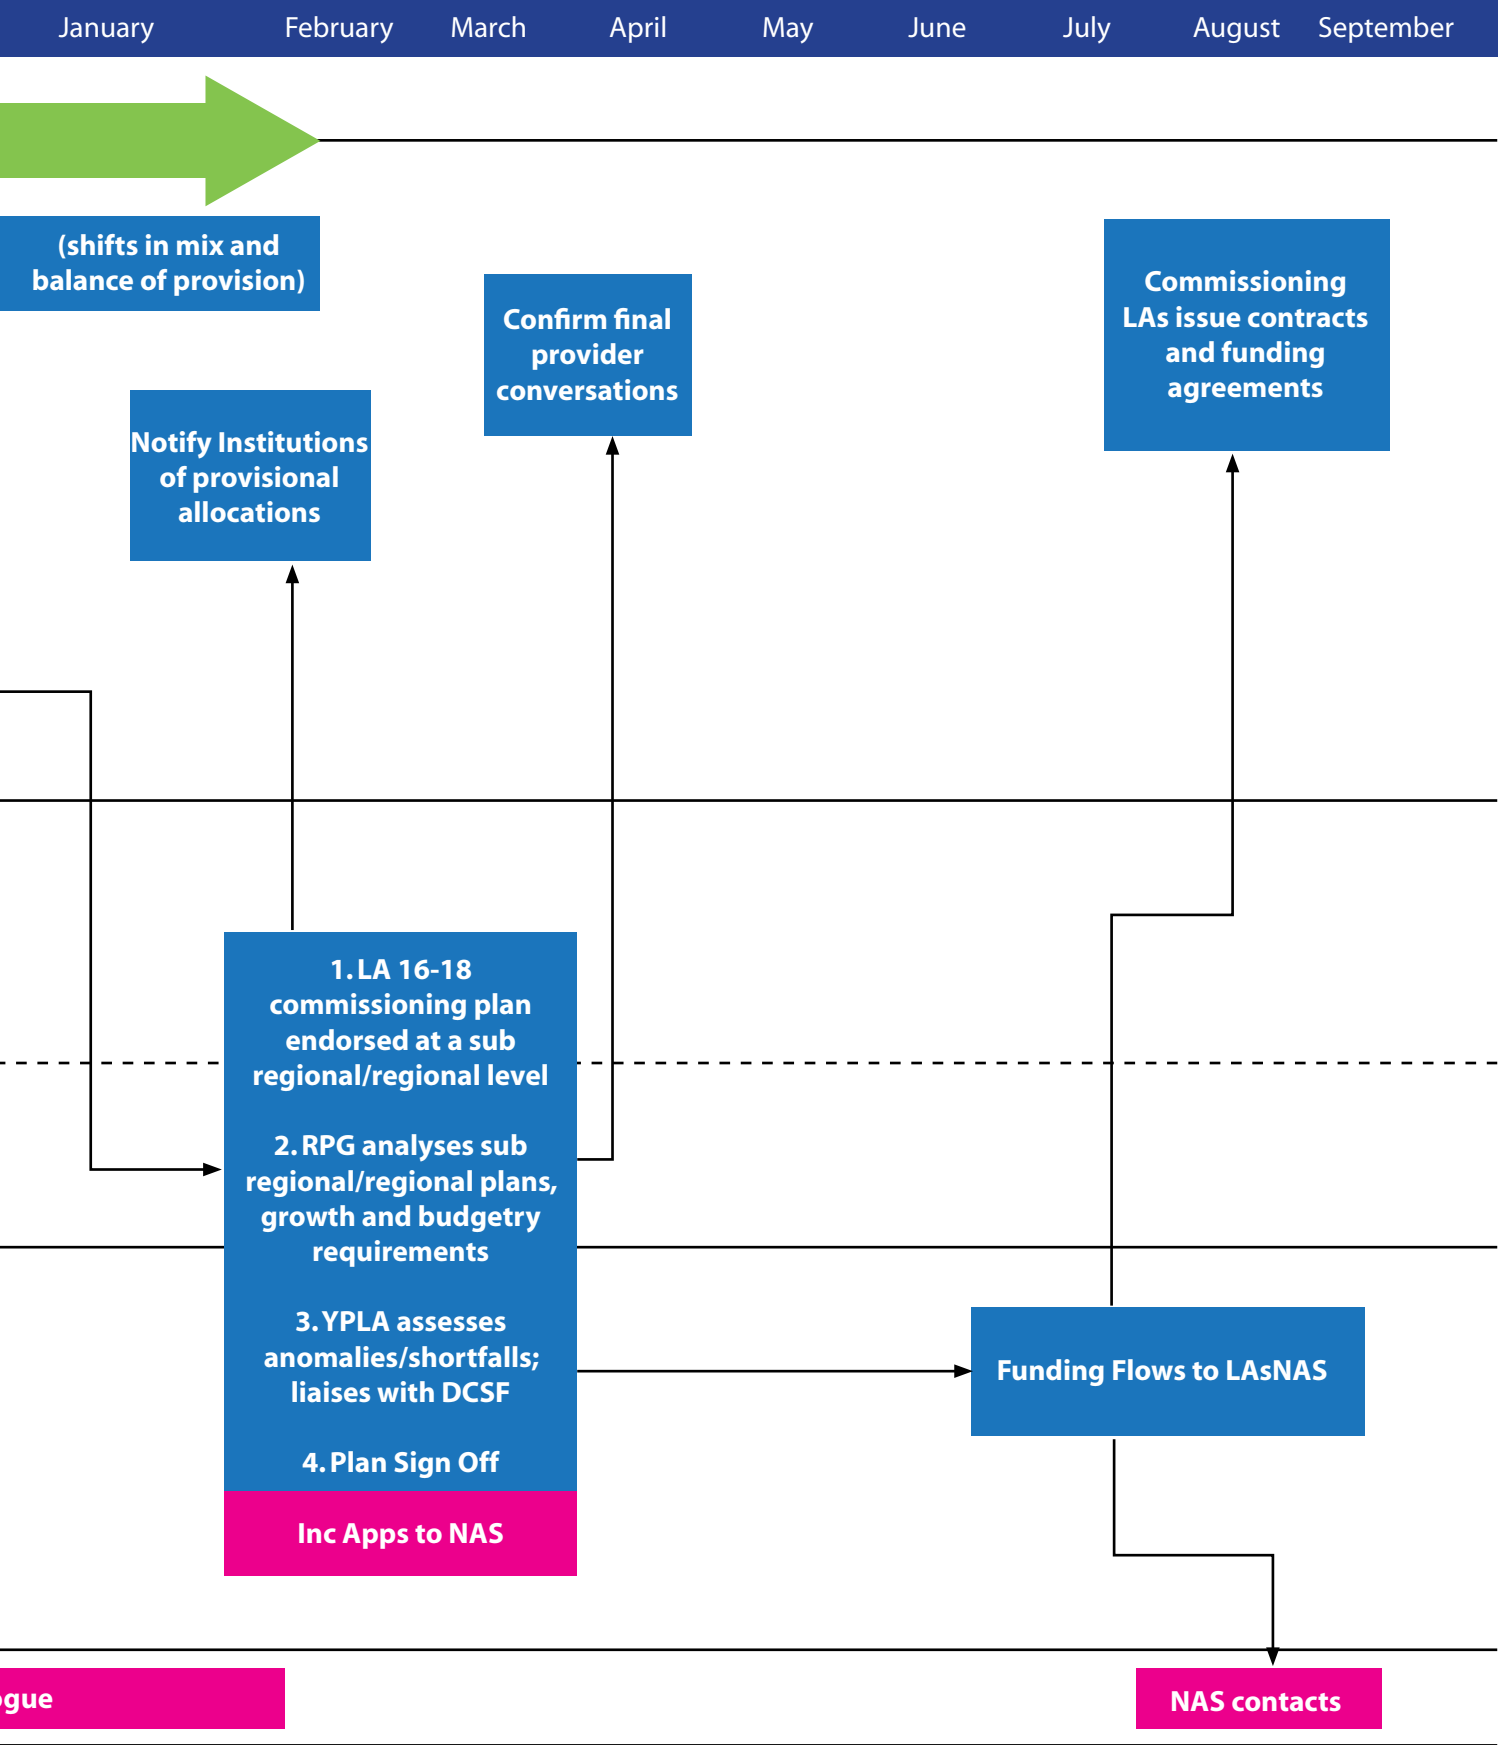 January February March April May June July August September
(shifts in mix and
balance of provision)
Confirm final
provider
conversations
Commissioning
LAs issue contracts
and funding
agreements
Notify Institutions
of provisional
allocations
1. LA 16-18
commissioning plan
endorsed at a sub
regional/regional level
2. RPG analyses sub
regional/regional plans,
growth and budgetry
requirements
3. YPLA assesses
anomalies/shortfalls;
liaises with DCSF
4. Plan Sign Off
Inc Apps to NAS
Funding Flows to LAsNAS
ogue
NAS contacts